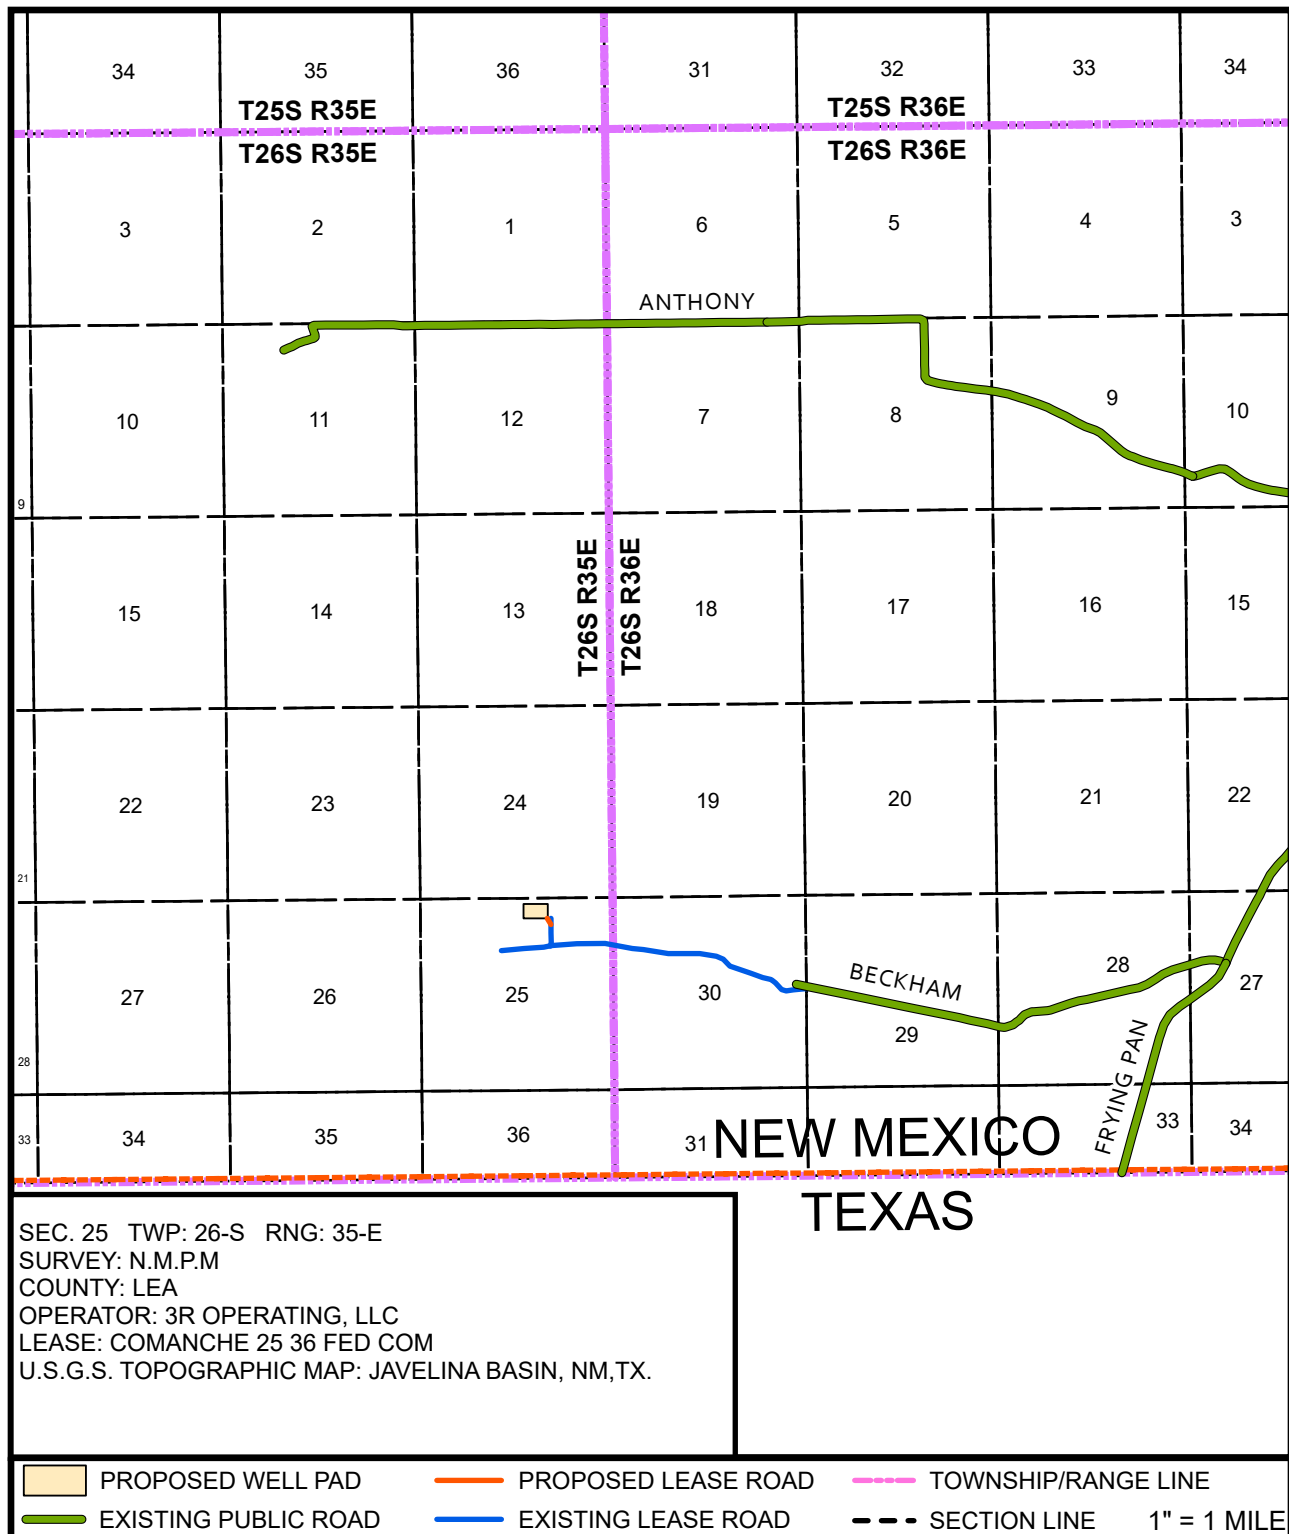 34 35 36 31 32 33 34
T25S R35E T25S R36E
T26S R35E T26S R36E
3 2 1 6 5 4 3
ANTHONY
10 11 12 7 8 9 10
9
T26S R35E
T26S R36E
15 14 13 18 17 16 15
22 23 24 19 20 21 22
21
27 26 25 30 BECKHAM 28 27
29
28
FRYING PAN
33 34 35 36 31 NEW MEXICO 33 34
TEXAS
SEC. 25 TWP: 26-S RNG: 35-E
SURVEY: N.M.P.M
COUNTY: LEA
OPERATOR: 3R OPERATING, LLC
LEASE: COMANCHE 25 36 FED COM
U.S.G.S. TOPOGRAPHIC MAP: JAVELINA BASIN, NM,TX.
PROPOSED WELL PAD PROPOSED LEASE ROAD TOWNSHIP/RANGE LINE
EXISTING PUBLIC ROAD EXISTING LEASE ROAD SECTION LINE 1" = 1 MILE